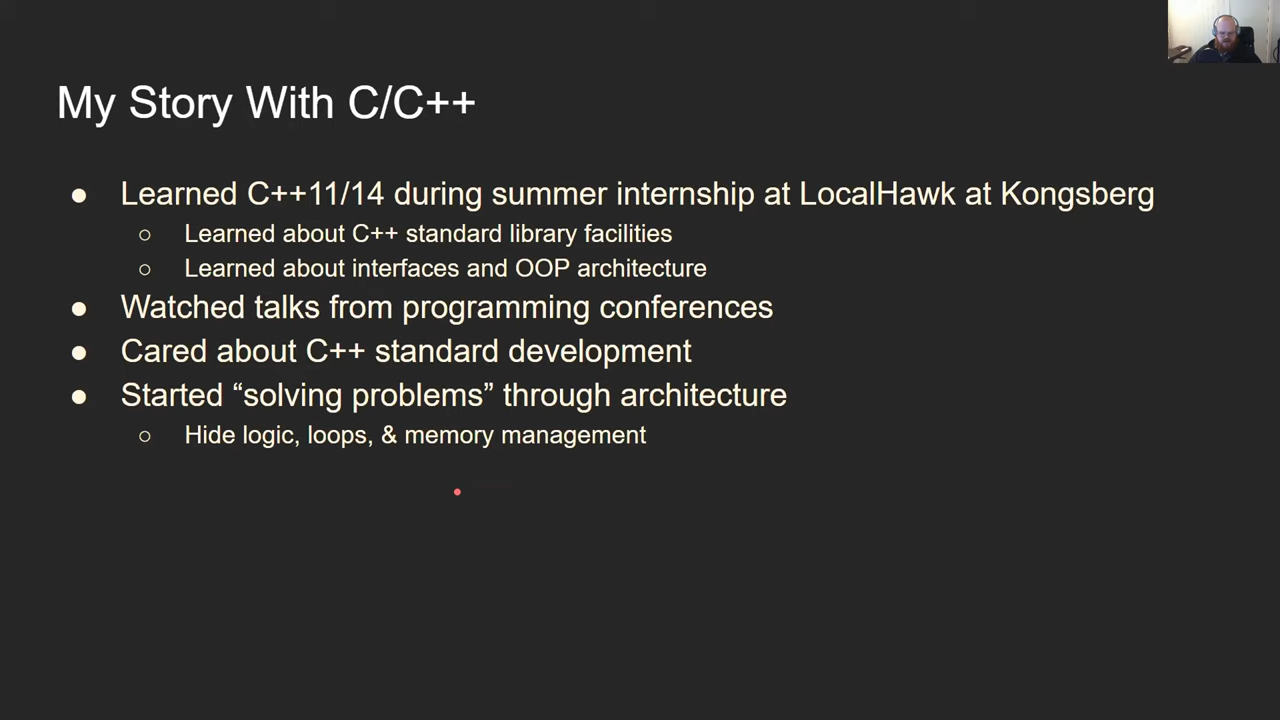 My Story With C/C++
● Learned C++11/14 during summer internship at LocalHawk at Kongsberg
○ Learned about C++ standard library facilities
○ Learned about interfaces and OOP architecture
● Watched talks from programming conferences
● Cared about C++ standard development
● Started “solving problems” through architecture
○ Hide logic, loops, & memory management